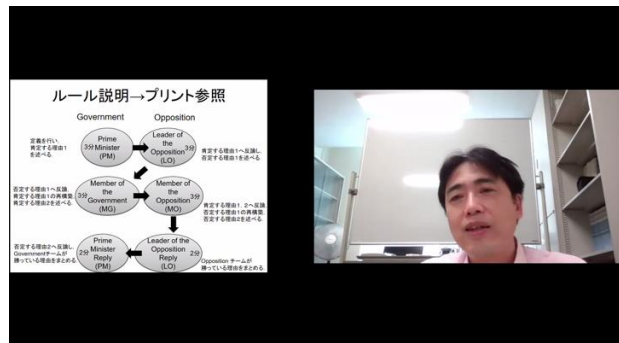 ルール説明→プリント参照
Government
Opposition
定義を行い、
肯定する理由1
を述べる.
3分
Prime
Minister
(PM)
Leader of
the
Opposition
(LO)
3分
肯定する理由1へ反論し、
否定する理由1を述べる.
否定する理由1へ反論,
肯定する理由1の再構築,
肯定する理由2を述べる.
3分
Member of
the
Government
(MG)
Member of
the
Opposition
(MO)
3分
肯定する理由1, 2へ反論,
否定する理由1の再構築,
否定する理由2を述べる.
否定する理由2へ反論し,
Governmentチームが
勝っている理由をまとめる.
2分
Prime
Minister
Reply
(PM)
Leader of the
Opposition
Reply
(LO)
2分
Opposition チームが
勝っている理由をまとめる.